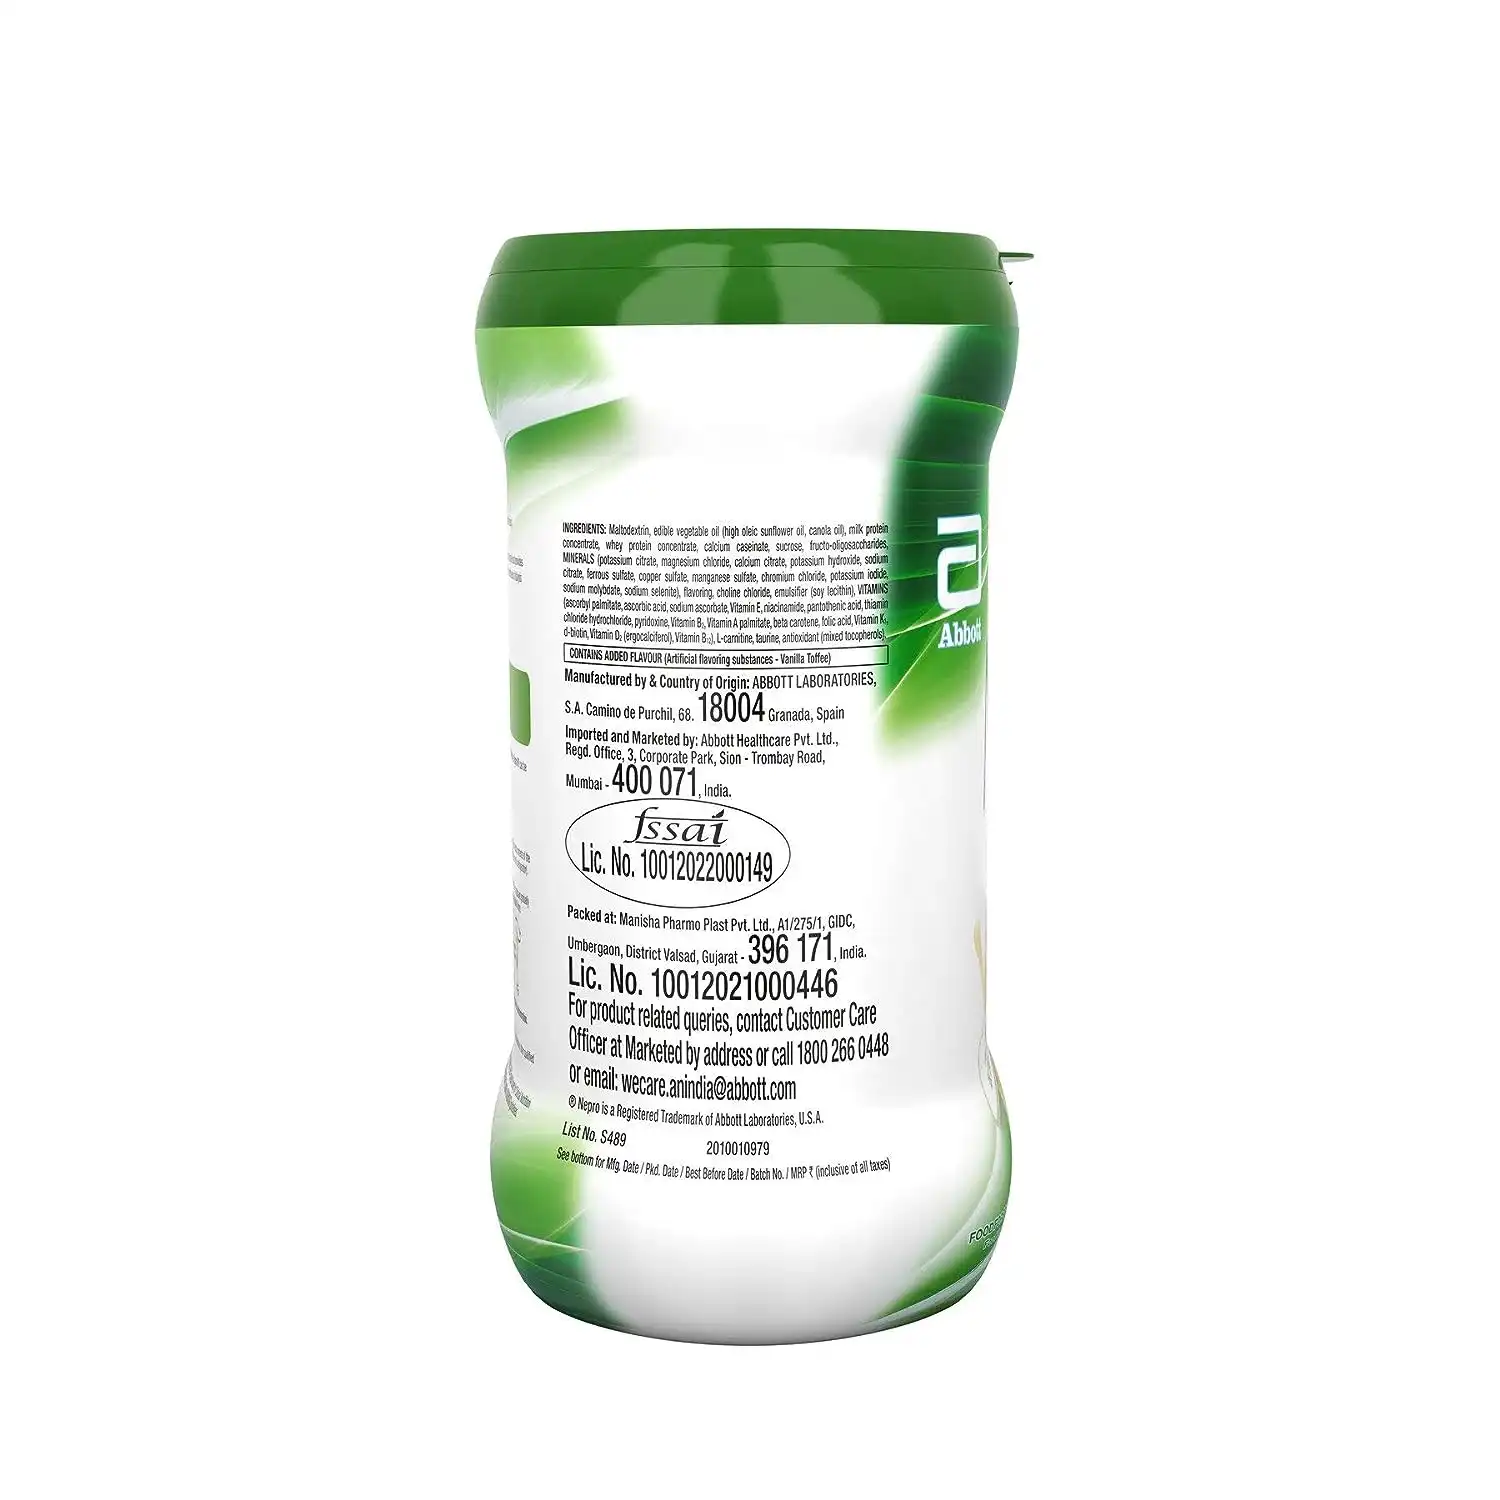 INGREDIENTS: Maltodextrin, edible vegetable oil (high oleic sunflower oil, canola oil), milk protein
concentrate, whey protein concentrate, calcium caseinate, sucrose, fructo-oligosaccharides,
MINERALS (potassium citrate, magnesium chloride, calcium citrate, potassium hydroxide, sodium
citrate, ferrous sulfate, copper sulfate, manganese sulfate, chromium chloride, potassium iodide,
sodium molybdate, sodium selenite), flavoring, choline chloride, emulsifier (soy lecithin), VITAMINS
(ascorbyl palmitate, ascorbic acid, sodium ascorbate, Vitamin E, niacinamide, pantothenic acid, thiamin
chloride hydrochloride, pyridoxine, Vitamin B₂, Vitamin A palmitate, beta carotene, folic acid, Vitamin K₁,
d-biotin, Vitamin D₂ (ergocalciferol), Vitamin B₁₂), L-carnitine, taurine, antioxidant (mixed tocopherols).
CONTAINS ADDED FLAVOUR (Artificial flavoring substances - Vanilla Toffee)
Manufactured by & Country of Origin: ABBOTT LABORATORIES,
S.A. Camino de Purchil, 68. 18004 Granada, Spain
Imported and Marketed by: Abbott Healthcare Pvt. Ltd.,
Regd. Office, 3, Corporate Park, Sion - Trombay Road,
Mumbai - 400 071, India.
fssai
Lic. No. 10012022000149
Packed at: Manisha Pharmo Plast Pvt. Ltd., A1/275/1, GIDC,
Umbergaon, District Valsad, Gujarat - 396 171, India.
Lic. No. 10012021000446
For product related queries, contact Customer Care
Officer at Marketed by address or call 1800 266 0448
or email: wecare.anindia@abbott.com
® Nepro is a Registered Trademark of Abbott Laboratories, U.S.A.
List No. S489 2010010979
See bottom for Mfg. Date / Pkd. Date / Best Before Date / Batch No. / MRP ₹ (inclusive of all taxes)
a
Abbott